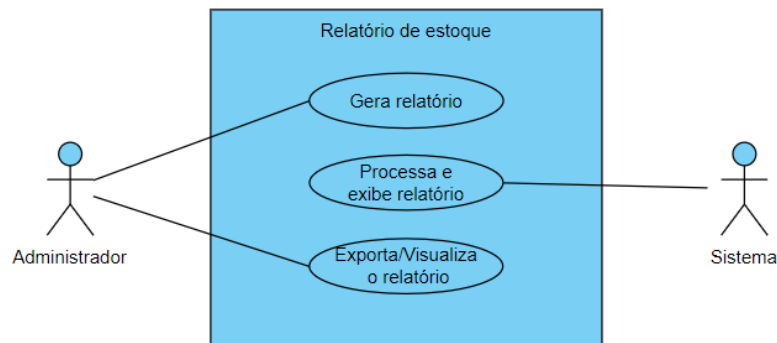 Relatório de estoque
Gera relatório
Processa e
exibe relatório
Administrador
Exporta/Visualiza
o relatório
Sistema